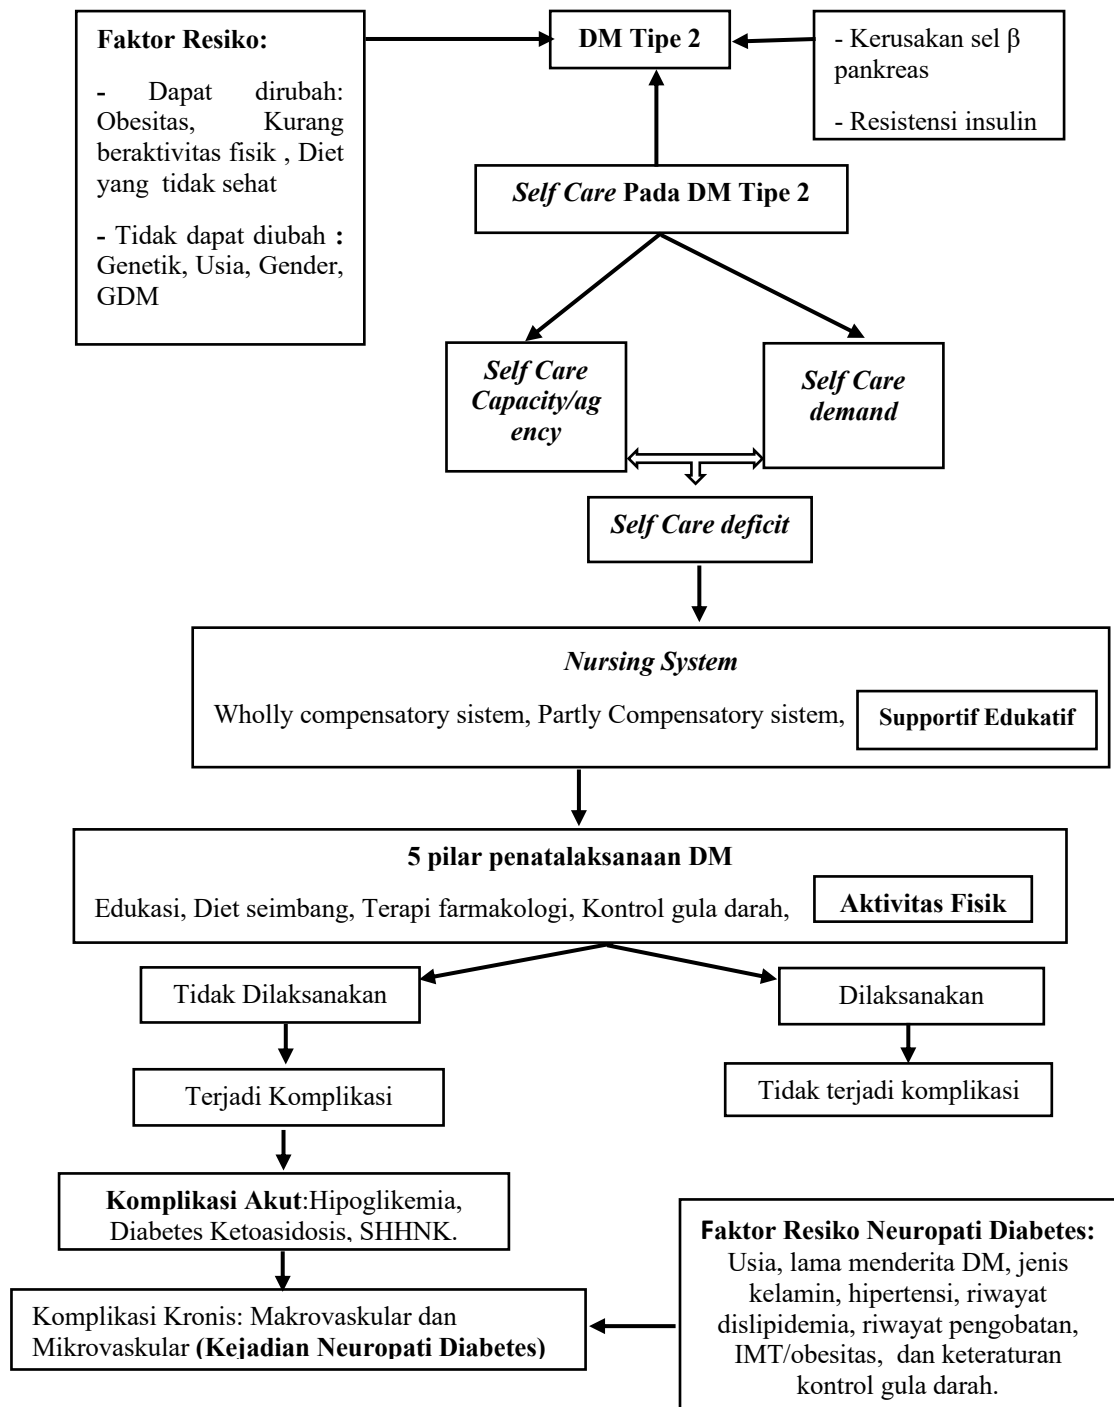 Faktor Resiko:
- Dapat dirubah:
Obesitas, Kurang
beraktivitas fisik , Diet
yang tidak sehat
- Tidak dapat diubah :
Genetik, Usia, Gender,
GDM
DM Tipe 2
- Kerusakan sel β
pankreas
- Resistensi insulin
Self Care Pada DM Tipe 2
Self Care
Capacity/ag
ency
Self Care
demand
Self Care deficit
Nursing System
Wholly compensatory sistem, Partly Compensatory sistem,
Supportif Edukatif
5 pilar penatalaksanaan DM
Edukasi, Diet seimbang, Terapi farmakologi, Kontrol gula darah,
Aktivitas Fisik
Tidak Dilaksanakan
Dilaksanakan
Terjadi Komplikasi
Tidak terjadi komplikasi
Komplikasi Akut:Hipoglikemia,
Diabetes Ketoasidosis, SHHNK.
Komplikasi Kronis: Makrovaskular dan
Mikrovaskular (Kejadian Neuropati Diabetes)
Faktor Resiko Neuropati Diabetes:
Usia, lama menderita DM, jenis
kelamin, hipertensi, riwayat
dislipidemia, riwayat pengobatan,
IMT/obesitas, dan keteraturan
kontrol gula darah.